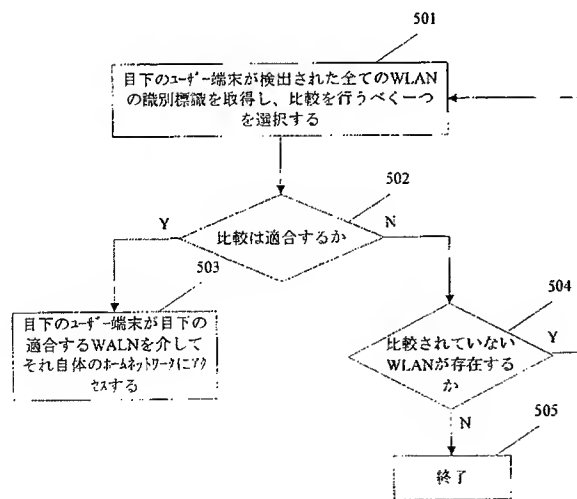 501
目下のユーザー端末が検出された全てのWLAN
の識別標識を取得し、比較を行うべく一つ
を選択する
502
Y
N
比較は適合するか
503
504
目下のユーザー端末が目下の
適合するWALNを介して
それ自体のホームネットワークにアク
セスする
比較されていない
WLANが存在する
か
Y
N
505
終了